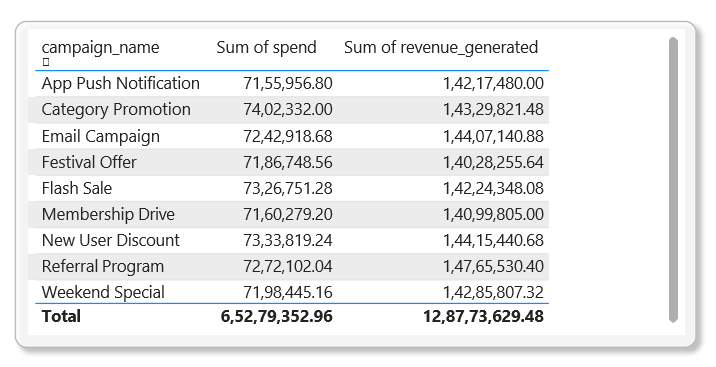 campaign_name Sum of spend Sum of revenue_generated
App Push Notification 71,55,956.80 1,42,17,480.00
Category Promotion 74,02,332.00 1,43,29,821.48
Email Campaign 72,42,918.68 1,44,07,140.88
Festival Offer 71,86,748.56 1,40,28,255.64
Flash Sale 73,26,751.28 1,42,24,348.08
Membership Drive 71,60,279.20 1,40,99,805.00
New User Discount 73,33,819.24 1,44,15,440.68
Referral Program 72,72,102.04 1,47,65,530.40
Weekend Special 71,98,445.16 1,42,85,807.32
Total 6,52,79,352.96 12,87,73,629.48